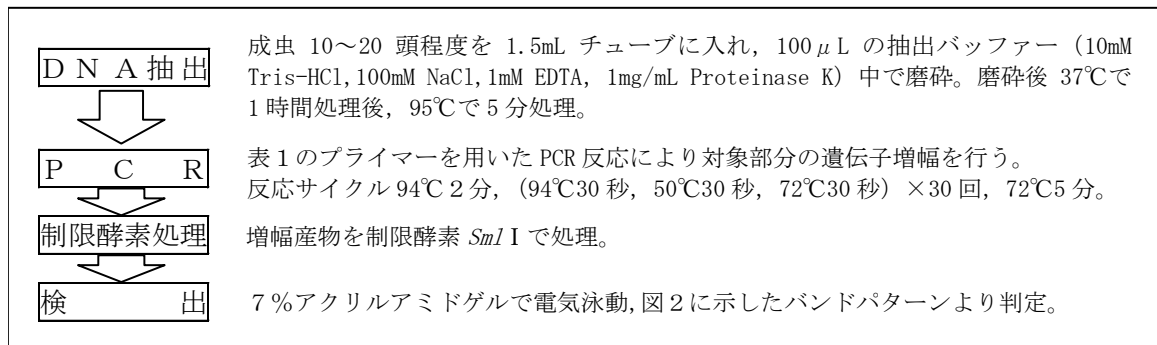 ＤＮＡ抽出
成虫 10～20 頭程度を 1.5mL チューブに入れ，100μL の抽出バッファー（10mM
Tris-HCl,100mM NaCl,1mM EDTA, 1mg/mL Proteinase K）中で磨砕。磨砕後 37℃で
1 時間処理後，95℃で 5 分処理。
Ｐ Ｃ Ｒ
表１のプライマーを用いた PCR 反応により対象部分の遺伝子増幅を行う。
反応サイクル 94℃２分，（94℃30 秒，50℃30 秒，72℃30 秒）×30 回，72℃5 分。
制限酵素処理
増幅産物を制限酵素 SmlⅠで処理。
検 出
７％アクリルアミドゲルで電気泳動,図２に示したバンドパターンより判定。